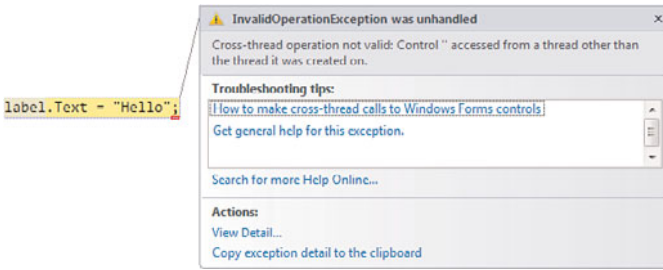 InvalidOperationException was unhandled
Cross-thread operation not valid: Control '' accessed from a thread other than
the thread it was created on.
label.Text = "Hello";
Troubleshooting tips:
How to make cross-thread calls to Windows Forms controls
Get general help for this exception.
Search for more Help Online...
Actions:
View Detail...
Copy exception detail to the clipboard